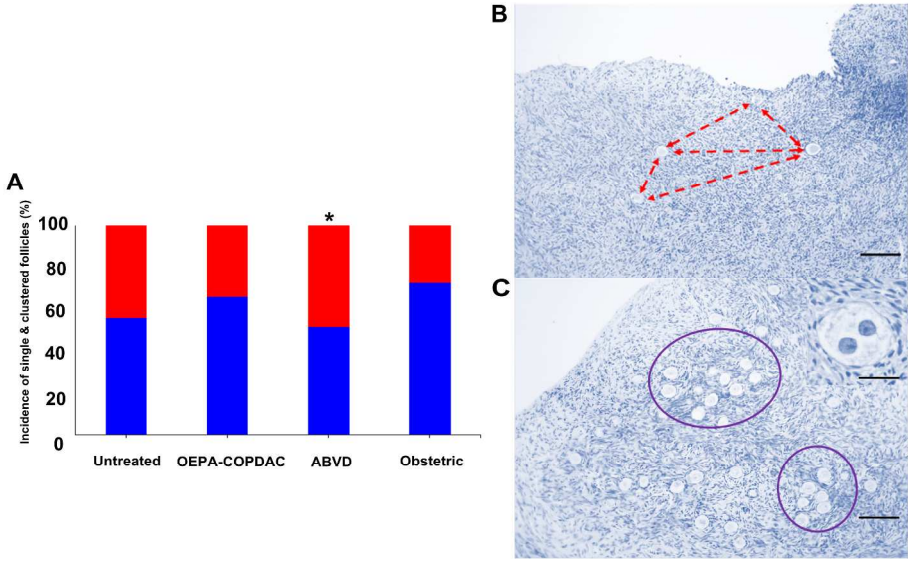 A
Incidence of single & clustered follicles (%)
100
80
60
40
20
0
*
Untreated OEPA-COPDAC ABVD Obstetric
B
C